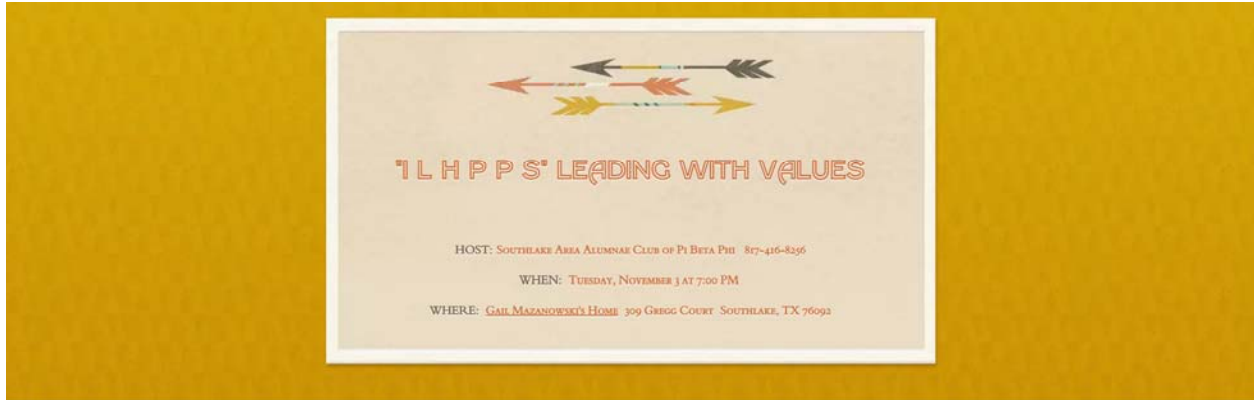 "I L H P P S" LEADING WITH VALUES
HOST: Southlake Area Alumnae Club of Pi Beta Phi 817-416-8256
WHEN: Tuesday, November 3 at 7:00 PM
WHERE: Gail Mazanowski's Home 309 Gregg Court Southlake, TX 76092